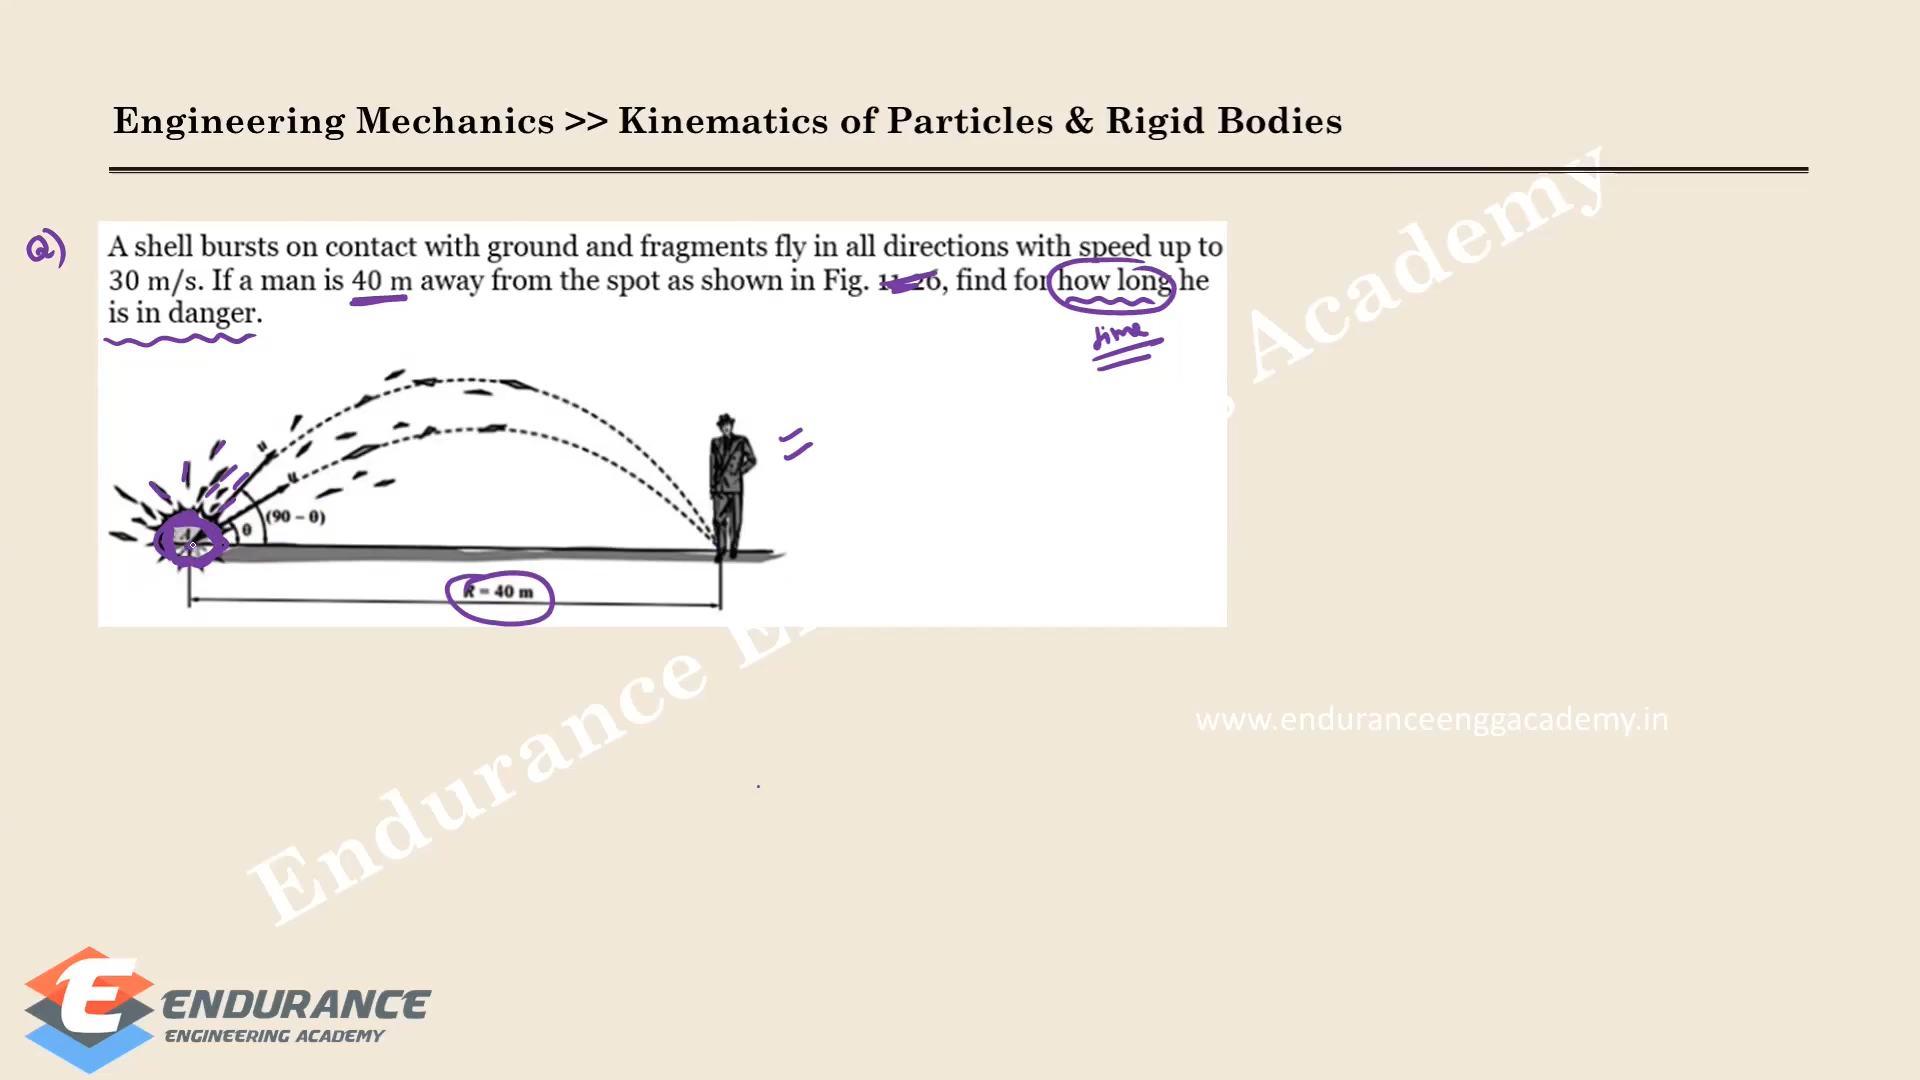 Engineering Mechanics >> Kinematics of Particles & Rigid Bodies
Q)
A shell bursts on contact with ground and fragments fly in all directions with speed up to
30 m/s. If a man is 40 m away from the spot as shown in Fig. 11.26, find for how long he
is in danger.
time
u
u
(90 – θ)
θ
A
R = 40 m
Academy
Endurance E
www.enduranceenggacademy.in
ENDURANCE
ENGINEERING ACADEMY